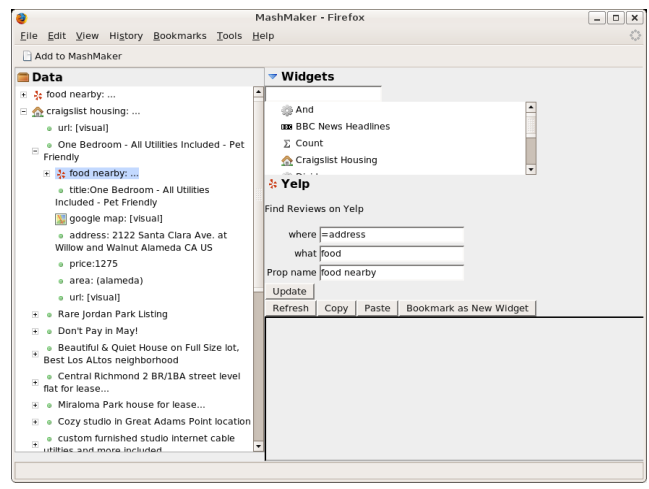 MashMaker - Firefox
File Edit View History Bookmarks Tools Help
Add to MashMaker
Data
food nearby: ...
craigslist housing: ...
url: [visual]
One Bedroom - All Utilities Included - Pet
Friendly
food nearby: ...
title:One Bedroom - All Utilities
Included - Pet Friendly
google map: [visual]
address: 2122 Santa Clara Ave. at
Willow and Walnut Alameda CA US
price:1275
area: (alameda)
url: [visual]
Rare Jordan Park Listing
Don't Pay in May!
Beautiful & Quiet House on Full Size lot,
Best Los ALtos neighborhood
Central Richmond 2 BR/1BA street level
flat for lease...
Miraloma Park house for lease...
Cozy studio in Great Adams Point location
custom furnished studio internet cable
utilties and more included
Widgets
And
BBC News Headlines
Σ Count
Craigslist Housing
Yelp
Find Reviews on Yelp
where =address
what food
Prop name food nearby
Update
Refresh Copy Paste Bookmark as New Widget